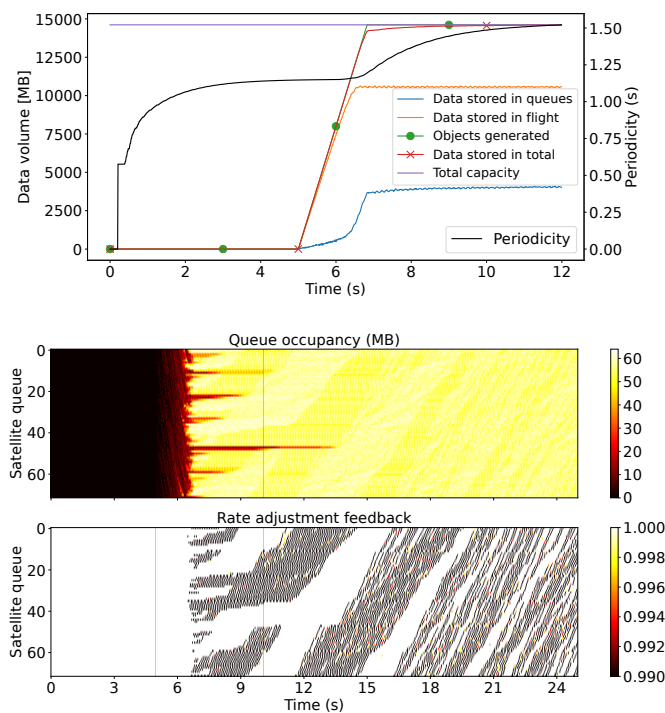 15000
12500
10000
7500
5000
2500
0
Data volume [MB]
0 2 4 6 8 10 12
Time (s)
1.50
1.25
1.00
0.75
0.50
0.25
0.00
Periodicity (s)
Data stored in queues
Data stored in flight
Objects generated
Data stored in total
Total capacity
Periodicity
Queue occupancy (MB)
Satellite queue
0
20
40
60
60
50
40
30
20
10
0
Rate adjustment feedback
Satellite queue
0
20
40
60
0 3 6 9 12 15 18 21 24
Time (s)
1.000
0.998
0.996
0.994
0.992
0.990